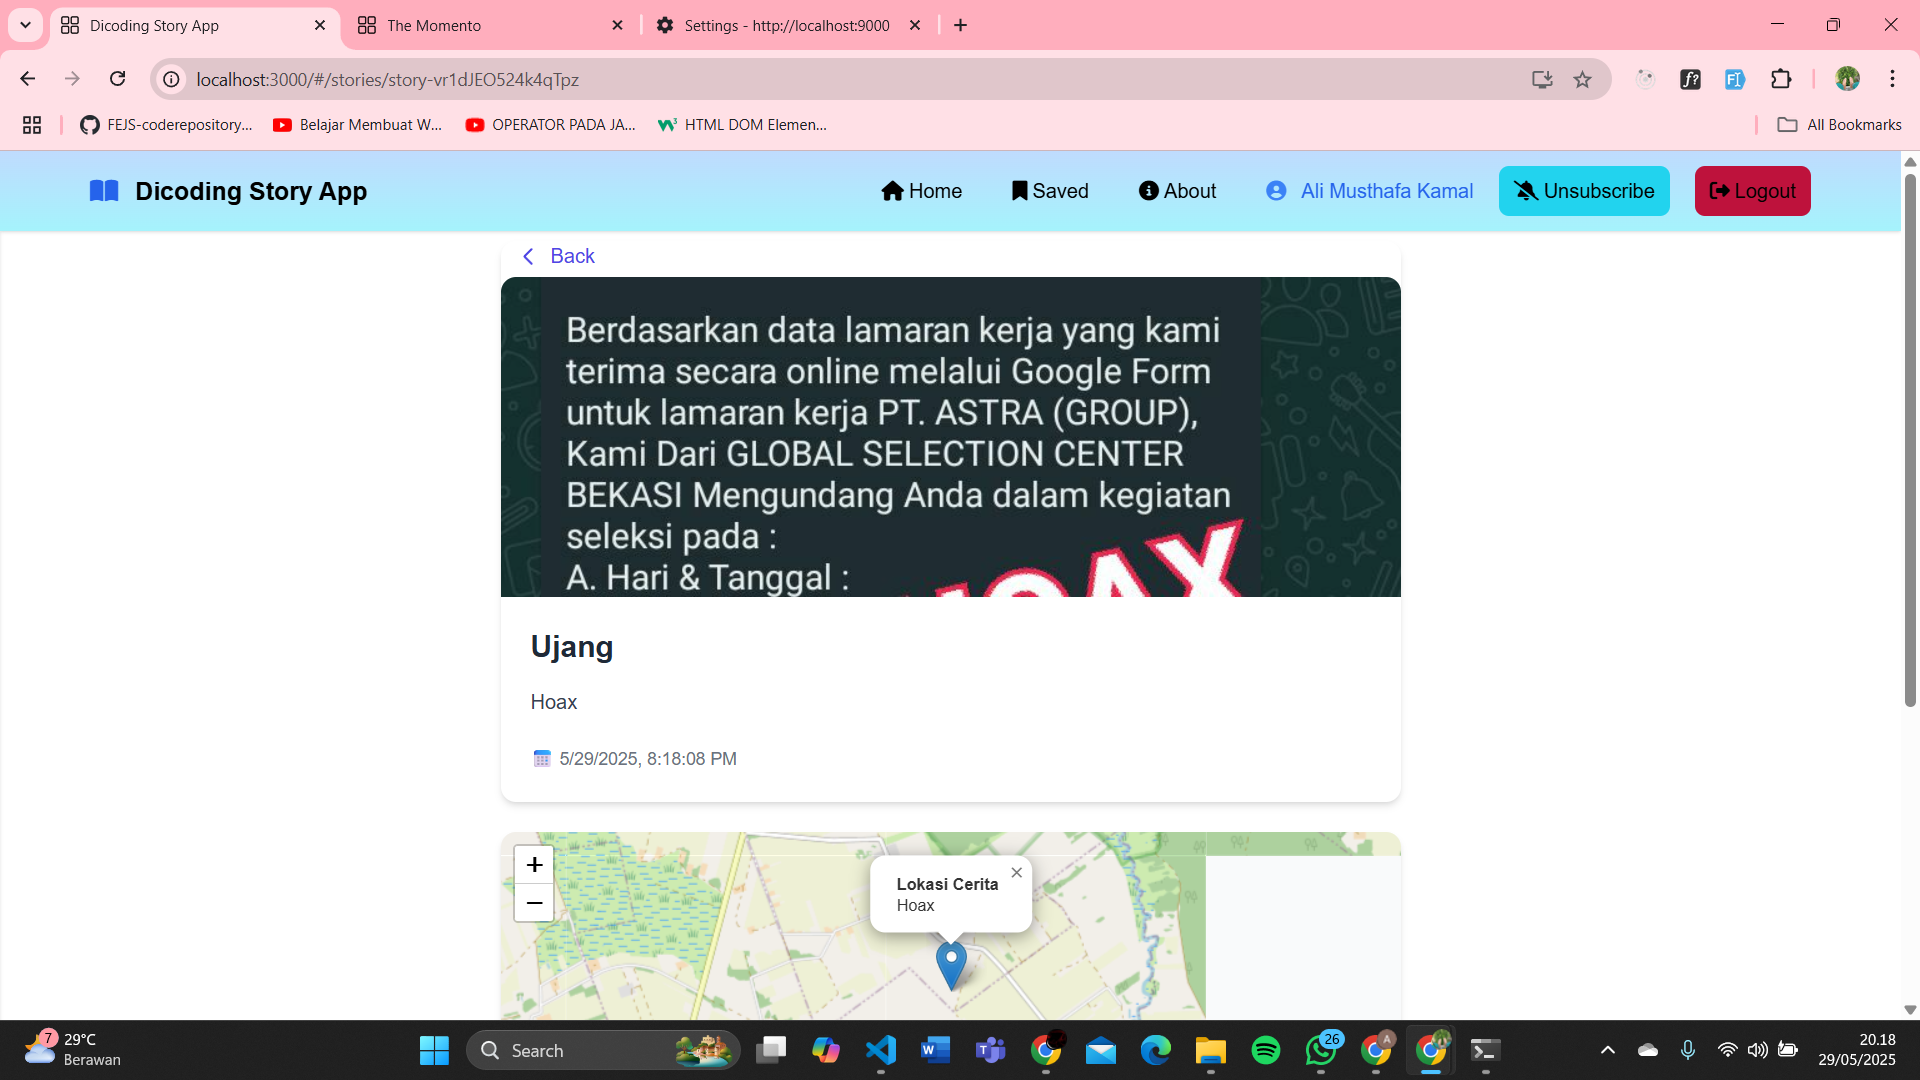 Dicoding Story App
The Momento
Settings - http://localhost:9000
localhost:3000/#/stories/story-vr1dJEO524k4qTpz
FEJS-coderepository...
Belajar Membuat W...
OPERATOR PADA JA...
HTML DOM Elemen...
All Bookmarks
Dicoding Story App
Home
Saved
About
Ali Musthafa Kamal
Unsubscribe
Logout
Back
Berdasarkan data lamaran kerja yang kami
terima secara online melalui Google Form
untuk lamaran kerja PT. ASTRA (GROUP),
Kami Dari GLOBAL SELECTION CENTER
BEKASI Mengundang Anda dalam kegiatan
seleksi pada :
A. Hari & Tanggal :
HOAX
Ujang
Hoax
5/29/2025, 8:18:08 PM
+
−
Lokasi Cerita
Hoax
7
29°C
Berawan
Search
26
20.18
29/05/2025